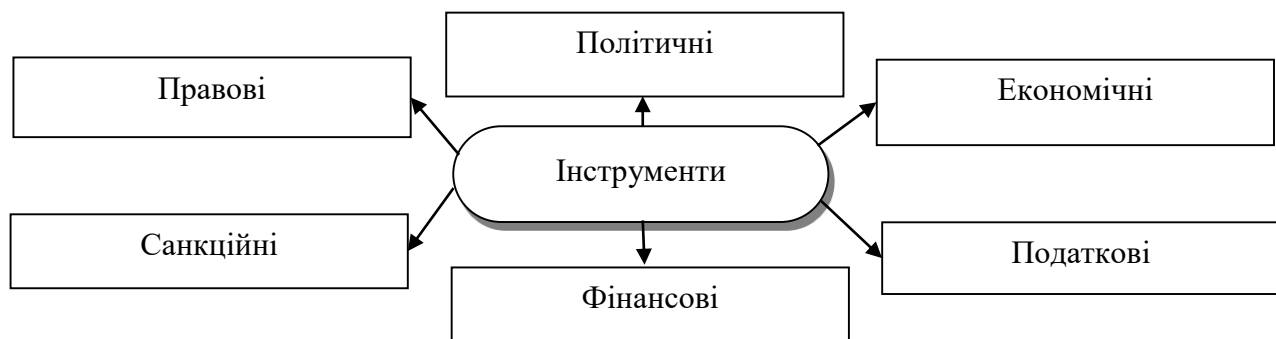 Політичні
Правові
Економічні
Інструменти
Санкційні
Податкові
Фінансові